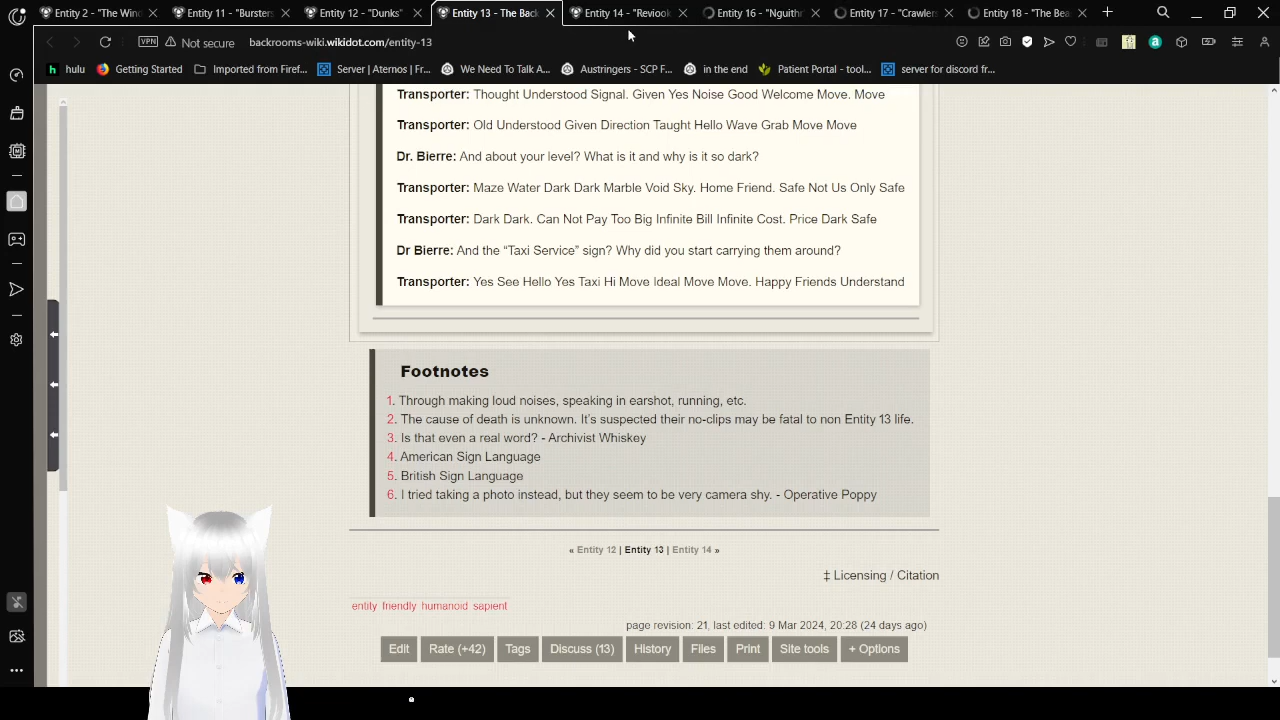 Entity 2 - "The Win
Entity 11 - "Bursters
Entity 12 - "Dunks"
Entity 13 - The Back
Entity 14 - "Reviook
Entity 16 - "Nguithr
Entity 17 - "Crawlers
Entity 18 - "The Bea
VPN
Not secure
backrooms-wiki.wikidot.com/entity-13
hulu
Getting Started
Imported from Firef...
Server | Aternos | Fr...
We Need To Talk A...
Austringers - SCP F...
in the end
Patient Portal - tool...
server for discord fr...
Transporter: Thought Understood Signal. Given Yes Noise Good Welcome Move. Move
Transporter: Old Understood Given Direction Taught Hello Wave Grab Move Move
Dr. Bierre: And about your level? What is it and why is it so dark?
Transporter: Maze Water Dark Dark Marble Void Sky. Home Friend. Safe Not Us Only Safe
Transporter: Dark Dark. Can Not Pay Too Big Infinite Bill Infinite Cost. Price Dark Safe
Dr Bierre: And the “Taxi Service” sign? Why did you start carrying them around?
Transporter: Yes See Hello Yes Taxi Hi Move Ideal Move Move. Happy Friends Understand
Footnotes
1. Through making loud noises, speaking in earshot, running, etc.
2. The cause of death is unknown. It’s suspected their no-clips may be fatal to non Entity 13 life.
3. Is that even a real word? - Archivist Whiskey
4. American Sign Language
5. British Sign Language
6. I tried taking a photo instead, but they seem to be very camera shy. - Operative Poppy
« Entity 12 | Entity 13 | Entity 14 »
‡ Licensing / Citation
entity friendly humanoid sapient
page revision: 21, last edited: 9 Mar 2024, 20:28 (24 days ago)
Edit
Rate (+42)
Tags
Discuss (13)
History
Files
Print
Site tools
+ Options